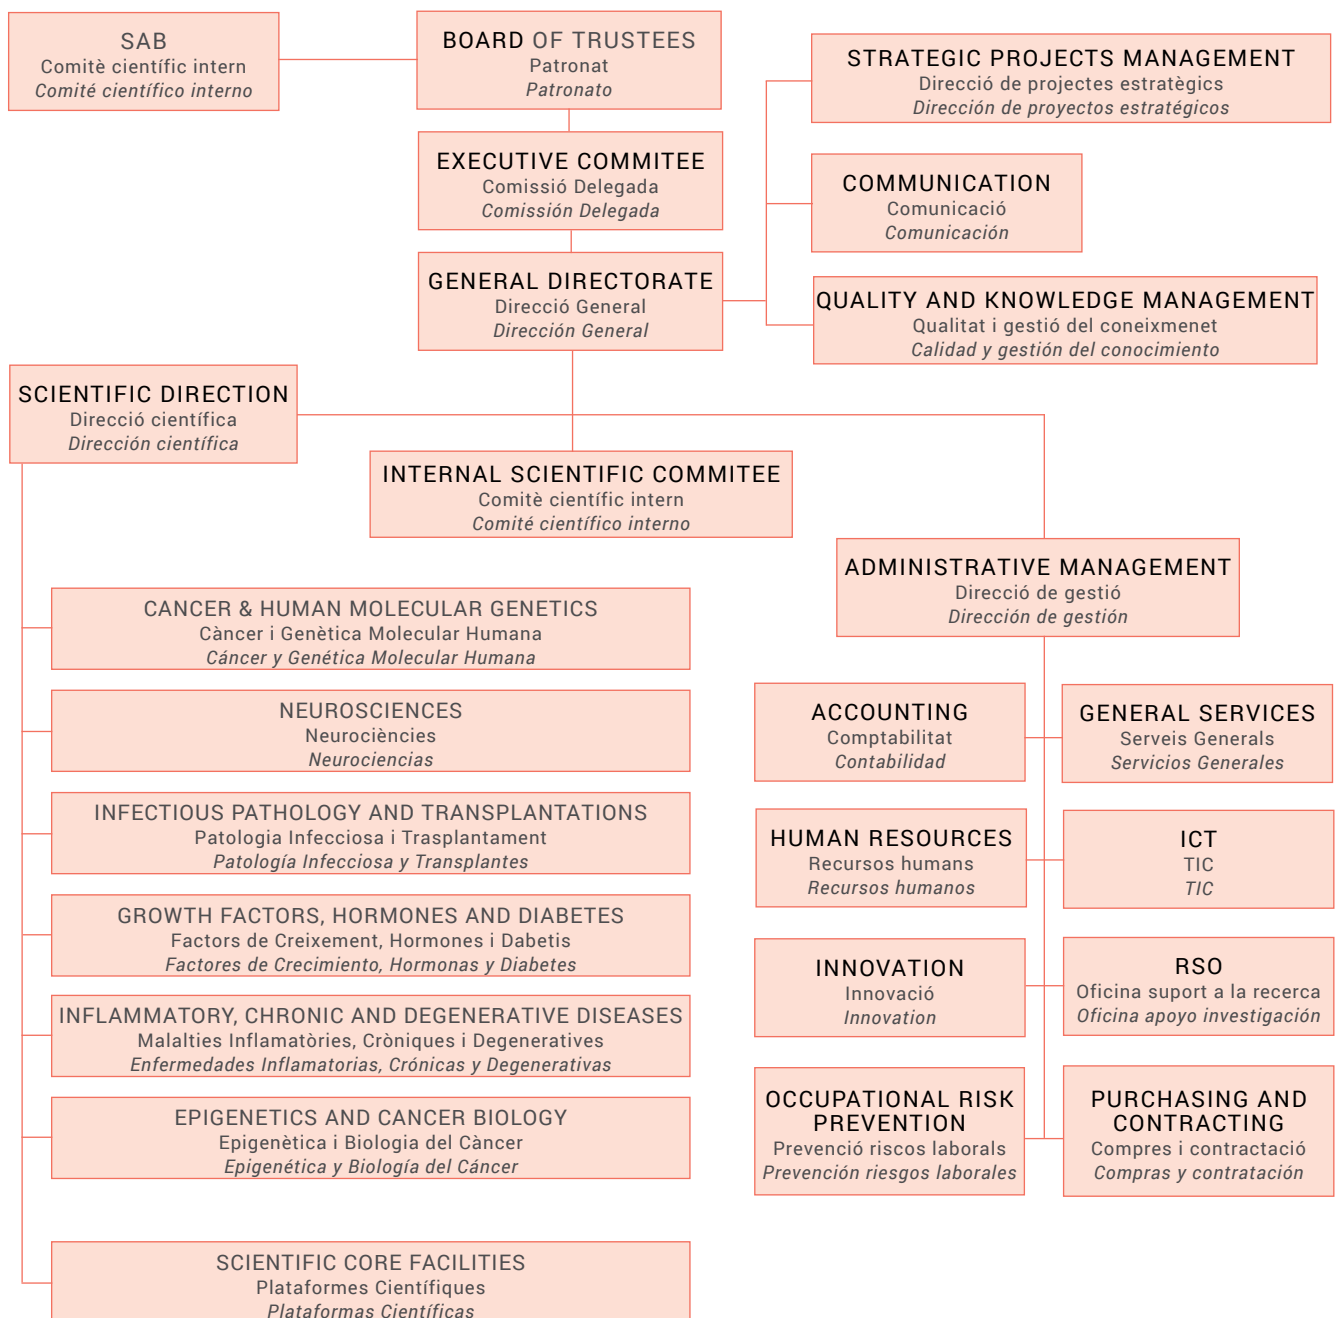 SAB
Comitè científic intern
Comité científico interno
BOARD OF TRUSTEES
Patronat
Patronato
STRATEGIC PROJECTS MANAGEMENT
Direcció de projectes estratègics
Dirección de proyectos estratégicos
EXECUTIVE COMMITEE
Comissió Delegada
Comissión Delegada
COMMUNICATION
Comunicació
Comunicación
GENERAL DIRECTORATE
Direcció General
Dirección General
QUALITY AND KNOWLEDGE MANAGEMENT
Qualitat i gestió del coneixmenet
Calidad y gestión del conocimiento
SCIENTIFIC DIRECTION
Direcció científica
Dirección científica
INTERNAL SCIENTIFIC COMMITEE
Comitè científic intern
Comité científico interno
ADMINISTRATIVE MANAGEMENT
Direcció de gestió
Dirección de gestión
CANCER & HUMAN MOLECULAR GENETICS
Càncer i Genètica Molecular Humana
Cáncer y Genética Molecular Humana
NEUROSCIENCES
Neurociències
Neurociencias
INFECTIOUS PATHOLOGY AND TRANSPLANTATIONS
Patologia Infecciosa i Trasplantament
Patología Infecciosa y Transplantes
GROWTH FACTORS, HORMONES AND DIABETES
Factors de Creixement, Hormones i Dabetis
Factores de Crecimiento, Hormonas y Diabetes
INFLAMMATORY, CHRONIC AND DEGENERATIVE DISEASES
Malalties Inflamatòries, Cròniques i Degeneratives
Enfermedades Inflamatorias, Crónicas y Degenerativas
EPIGENETICS AND CANCER BIOLOGY
Epigenètica i Biologia del Càncer
Epigenética y Biología del Cáncer
SCIENTIFIC CORE FACILITIES
Plataformes Científiques
Plataformas Científicas
ACCOUNTING
Comptabilitat
Contabilidad
GENERAL SERVICES
Serveis Generals
Servicios Generales
HUMAN RESOURCES
Recursos humans
Recursos humanos
ICT
TIC
TIC
INNOVATION
Innovació
Innovation
RSO
Oficina suport a la recerca
Oficina apoyo investigación
OCCUPATIONAL RISK
PREVENTION
Prevenció riscos laborals
Prevención riesgos laborales
PURCHASING AND
CONTRACTING
Compres i contractació
Compras y contratación